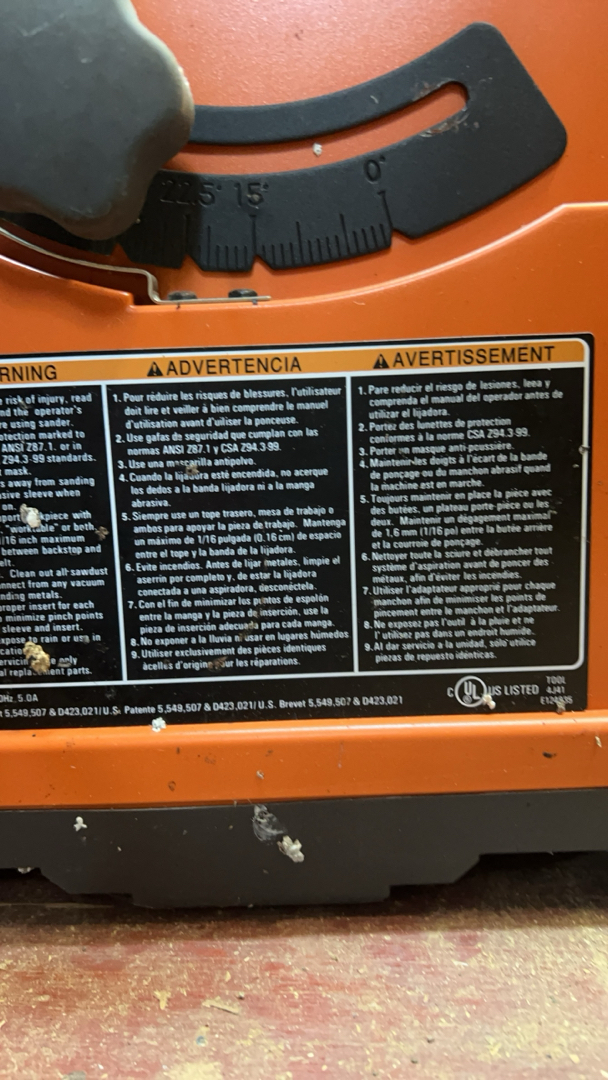 22.5° 15° 0°
RNING
risk of injury, read
nd the operator's
re using sander.
otection marked to
ANSI Z87.1. or in
Z94.3-99 standards.
mask.
s away from sanding
sive sleeve when
on.
kpiece with
or both.
/16 inch maximum
between backstop and
elt.
Clean out all sawdust
nnect from any vacuum
nding metals.
roper insert for each
o minimize pinch points
sleeve and insert.
expose to rain or use in
cati
servicing only
al replacement parts.
ADVERTENCIA
1. Pour réduire les risques de blessures, l'utilisateur
doit lire et veiller à bien comprendre le manuel
d'utilisation avant d'uiliser la ponceuse.
2. Use gafas de seguridad que cumplan con las
normas ANSI Z87.1 y CSA Z94.3-99.
3. Use una mascarilla antipolvo.
4. Cuando la lijadora esté encendida, no acerque
los dedos a la banda lijadora ni a la manga
abrasiva.
5. Siempre use un tope trasero, mesa de trabajo o
ambos para apoyar la pieza de trabajo. Mantenga
un máximo de 1/16 pulgada (0.16 cm) de espacio
entre el tope y la banda de la lijadora.
6. Evite incendios. Antes de lijar metales, limpie el
aserrín por completo y, de estar la lijadora
conectada a una aspiradora, desconéctela.
7. Con el fin de minimizar los puntos de espolón
entre la manga y la pieza de inserción, use la
pieza de inserción adecuada para cada manga.
8. No exponer a la lluvia ni usar en lugares húmedos
9. Utiliser exclusivement des pièces identiques
àcelles d'origine pour les réparations.
AVERTISSEMENT
1. Pare reducir el riesgo de lesiones, leea y
comprenda el manual del operador antes de
utilizar el lijadora.
2. Portez des lunettes de protection
conformes à la norme CSA Z94.3-99.
3. Porter un masque anti-poussière.
4. Maintenir-les doigts à l'écart de la bande
de ponçage ou du manchon abrasif quand
la machine est en marche.
5. Toujours maintenir en place la pièce avec
des butées, un plateau porte-pièce ou les
deux. Maintenir un dégagement maximum
de 1,6 mm (1/16 po) entre la butée arrière
et la courroie de ponçage.
6. Nettoyer toute la sciure et débrancher tout
système d'aspiration avant de poncer des
métaux, afin d'éviter les incendies.
7. Utiliser l'adaptateur approprié pour chaque
manchon afin de minimiser les points de
pincement entre le manchon et l'adaptateur.
8. Ne exposez pas l'outil à la pluie et ne
l' utilisez pas dans un endroit humide.
9. Al dar servicio a la unidad, sólo utilice
piezas de repuesto idénticas.
0Hz, 5.0A
t 5,549,507 & D423,021/ U.S. Patente 5,549,507 & D423,021/ U.S. Brevet 5,549,507 & D423,021
C UL US LISTED
TOOL
4J41
E124835